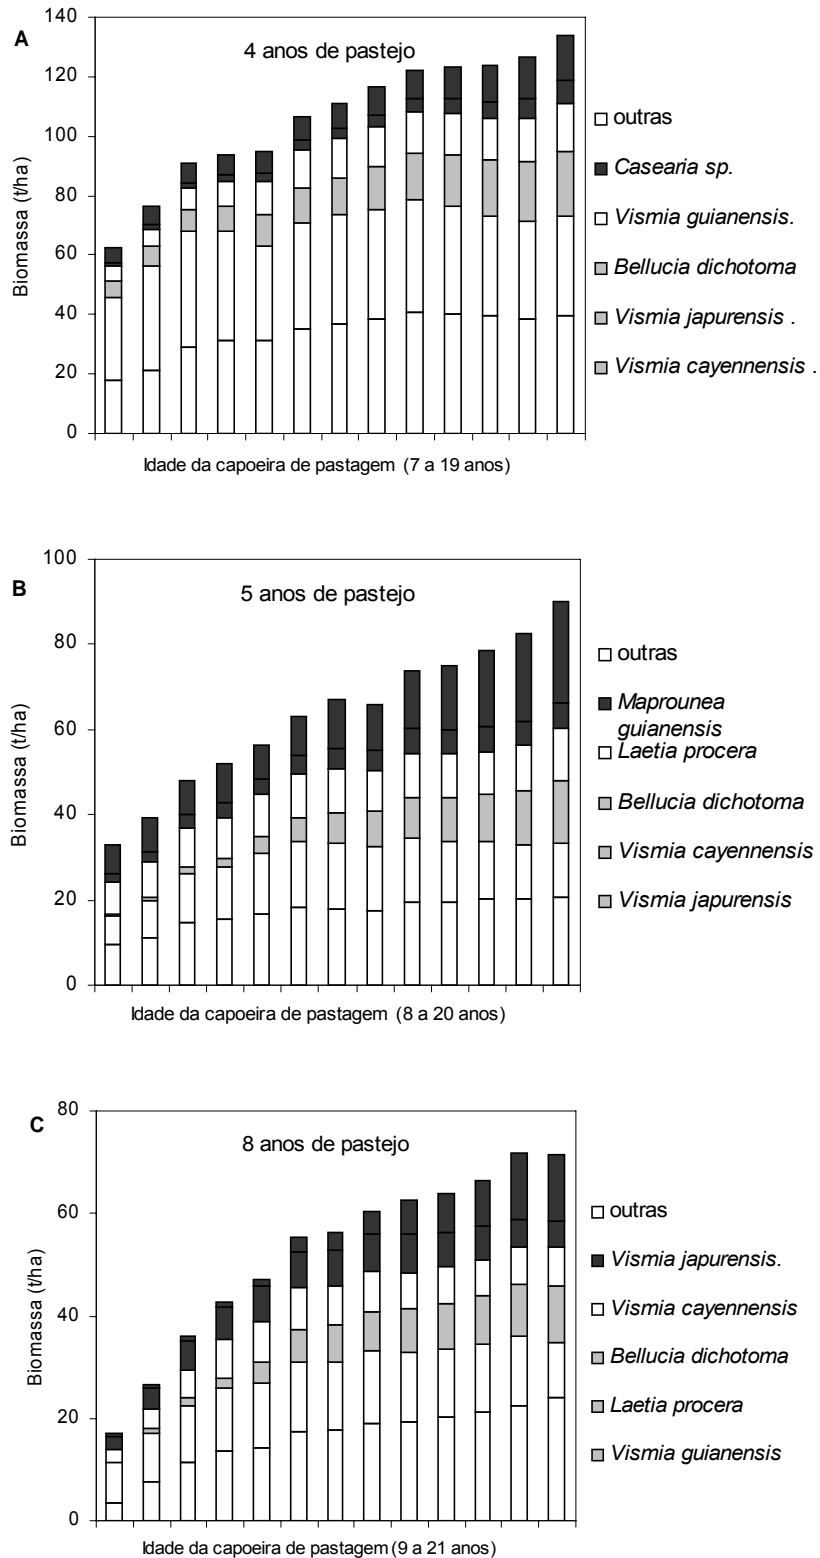 A
4 anos de pastejo
140
120
100
80
60
40
20
0
Biomassa (t/ha)
Idade da capoeira de pastagem (7 a 19 anos)
outras
Casearia sp.
Vismia guianensis.
Bellucia dichotoma
Vismia japurensis .
Vismia cayennensis .
B
5 anos de pastejo
100
80
60
40
20
0
Biomassa (t/ha)
Idade da capoeira de pastagem (8 a 20 anos)
outras
Maprounea
guianensis
Laetia procera
Bellucia dichotoma
Vismia cayennensis
Vismia japurensis
C
8 anos de pastejo
80
60
40
20
0
Biomassa (t/ha)
Idade da capoeira de pastagem (9 a 21 anos)
outras
Vismia japurensis.
Vismia cayennensis
Bellucia dichotoma
Laetia procera
Vismia guianensis